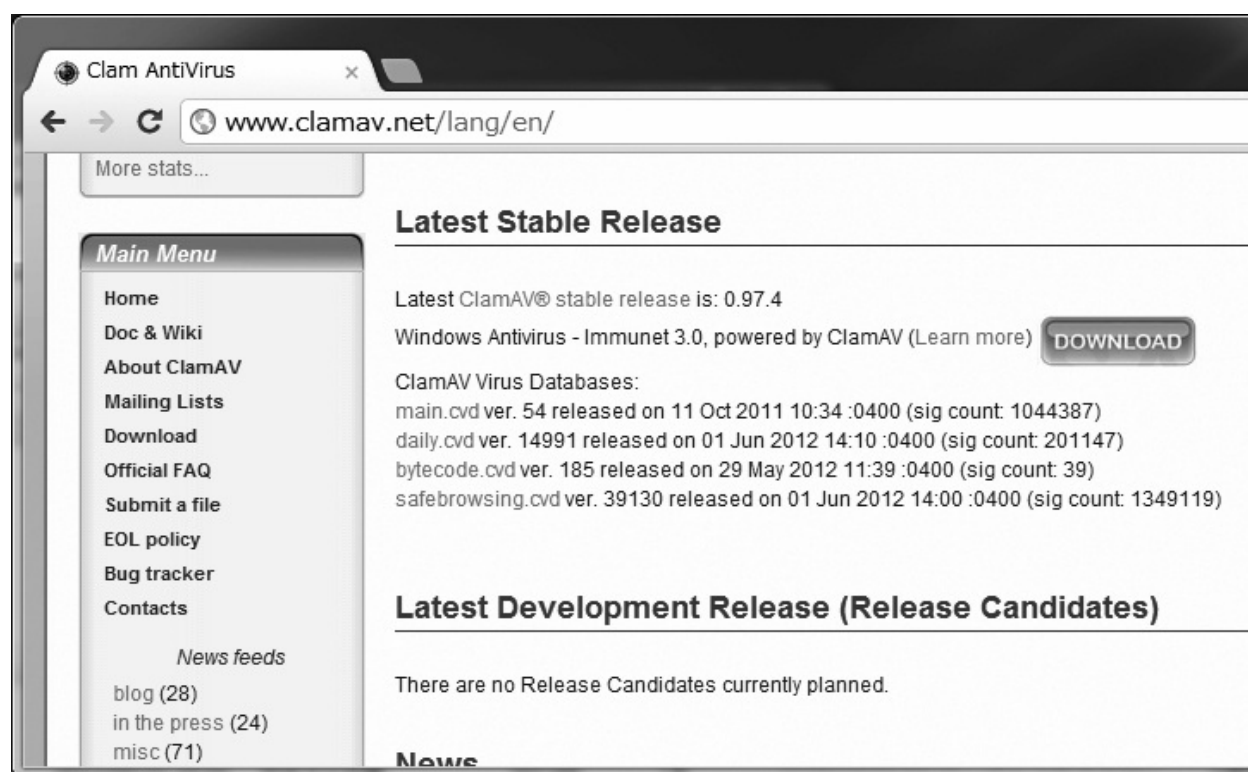 Clam AntiVirus
www.clamav.net/lang/en/
More stats...
Main Menu
Home
Doc & Wiki
About ClamAV
Mailing Lists
Download
Official FAQ
Submit a file
EOL policy
Bug tracker
Contacts
News feeds
blog (28)
in the press (24)
misc (71)
Latest Stable Release
Latest ClamAV® stable release is: 0.97.4
Windows Antivirus - Immunet 3.0, powered by ClamAV (Learn more) DOWNLOAD
ClamAV Virus Databases:
main.cvd ver. 54 released on 11 Oct 2011 10:34 :0400 (sig count: 1044387)
daily.cvd ver. 14991 released on 01 Jun 2012 14:10 :0400 (sig count: 201147)
bytecode.cvd ver. 185 released on 29 May 2012 11:39 :0400 (sig count: 39)
safebrowsing.cvd ver. 39130 released on 01 Jun 2012 14:00 :0400 (sig count: 1349119)
Latest Development Release (Release Candidates)
There are no Release Candidates currently planned.
News